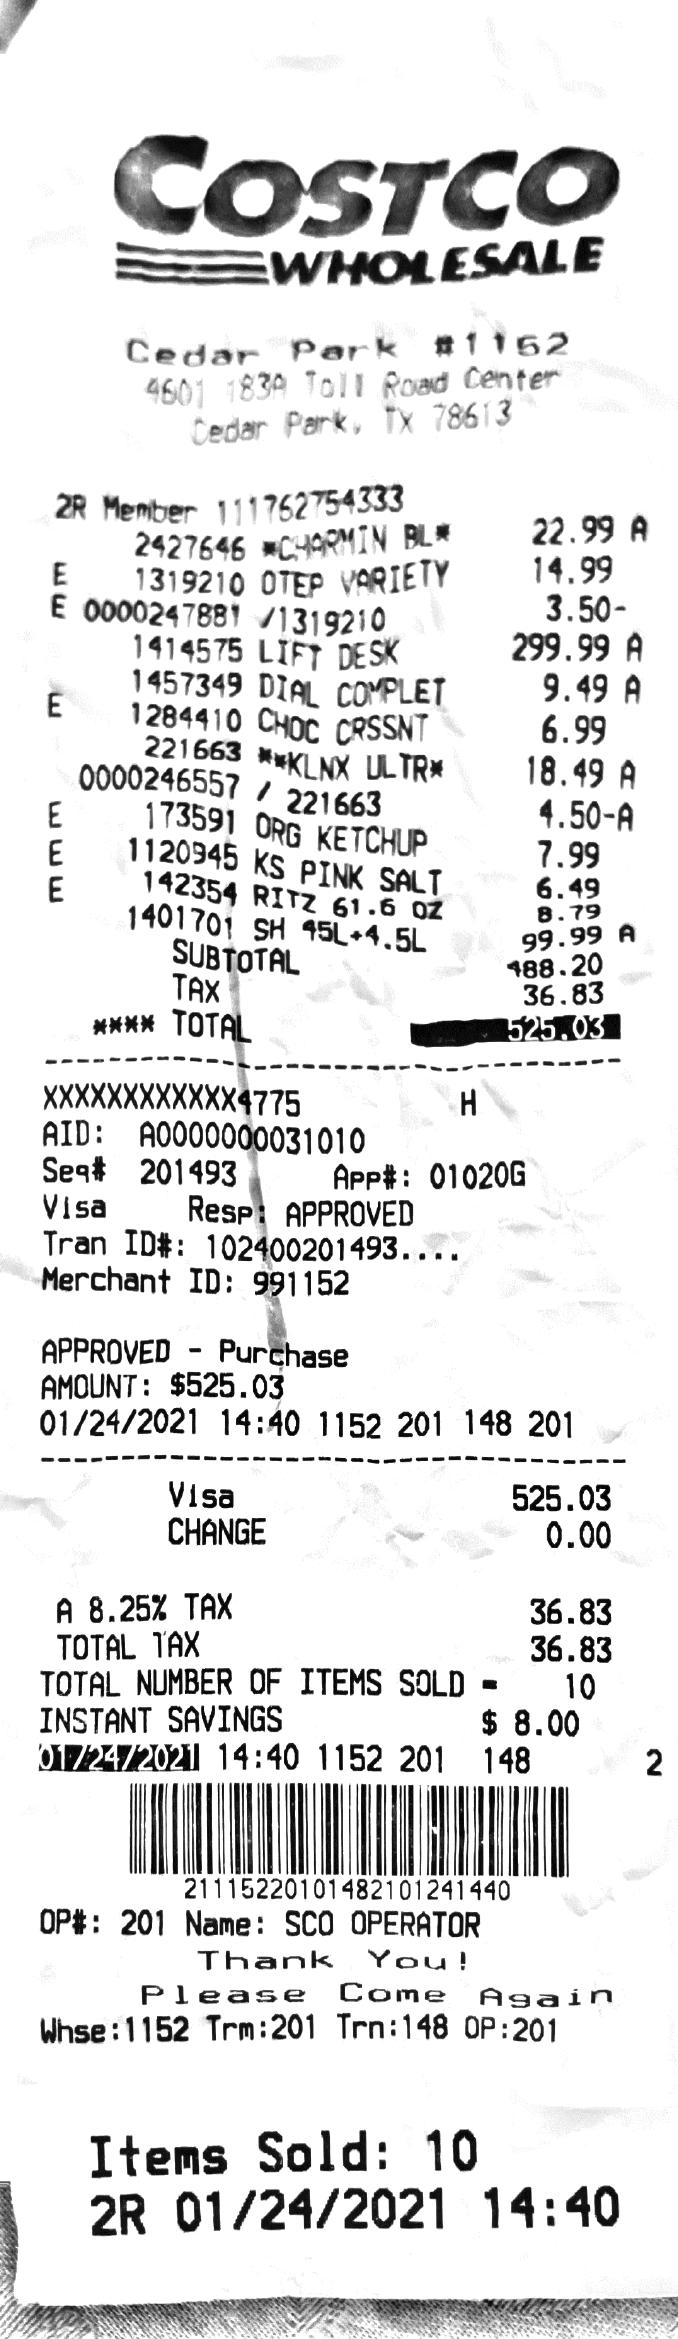 COSTCO
WHOLESALE
Cedar Park #1152
4601 183A Toll Road Center
Cedar Park, Tx 78613
2R Member 111762754333
2427646 *CHARMIN BL* 22.99 A
E 1319210 OTEP VARIETY 14.99
E 0000247881 /1319210 3.50-
1414575 LIFT DESK 299.99 A
1457349 DIAL COMPLET 9.49 A
E 1284410 CHOC CRSSNT 6.99
221663 **KLNX ULTR* 18.49 A
0000246557 / 221663 4.50-A
E 173591 ORG KETCHUP 7.99
E 1120945 KS PINK SALT 6.49
E 142354 RITZ 61.6 OZ 8.79
1401701 SH 45L+4.5L 99.99 A
SUBTOTAL 488.20
TAX 36.83
**** TOTAL 525.03
XXXXXXXXXXXX4775 H
AID: A0000000031010
Seq# 201493 App#: 01020G
Visa Resp: APPROVED
Tran ID#: 102400201493....
Merchant ID: 991152
APPROVED - Purchase
AMOUNT: $525.03
01/24/2021 14:40 1152 201 148 201
Visa 525.03
CHANGE 0.00
A 8.25% TAX 36.83
TOTAL TAX 36.83
TOTAL NUMBER OF ITEMS SOLD = 10
INSTANT SAVINGS $ 8.00
01/24/2021 14:40 1152 201 148 2
21115220101482101241440
OP#: 201 Name: SCO OPERATOR
Thank You!
Please Come Again
Whse:1152 Trm:201 Trn:148 OP:201
Items Sold: 10
2R 01/24/2021 14:40